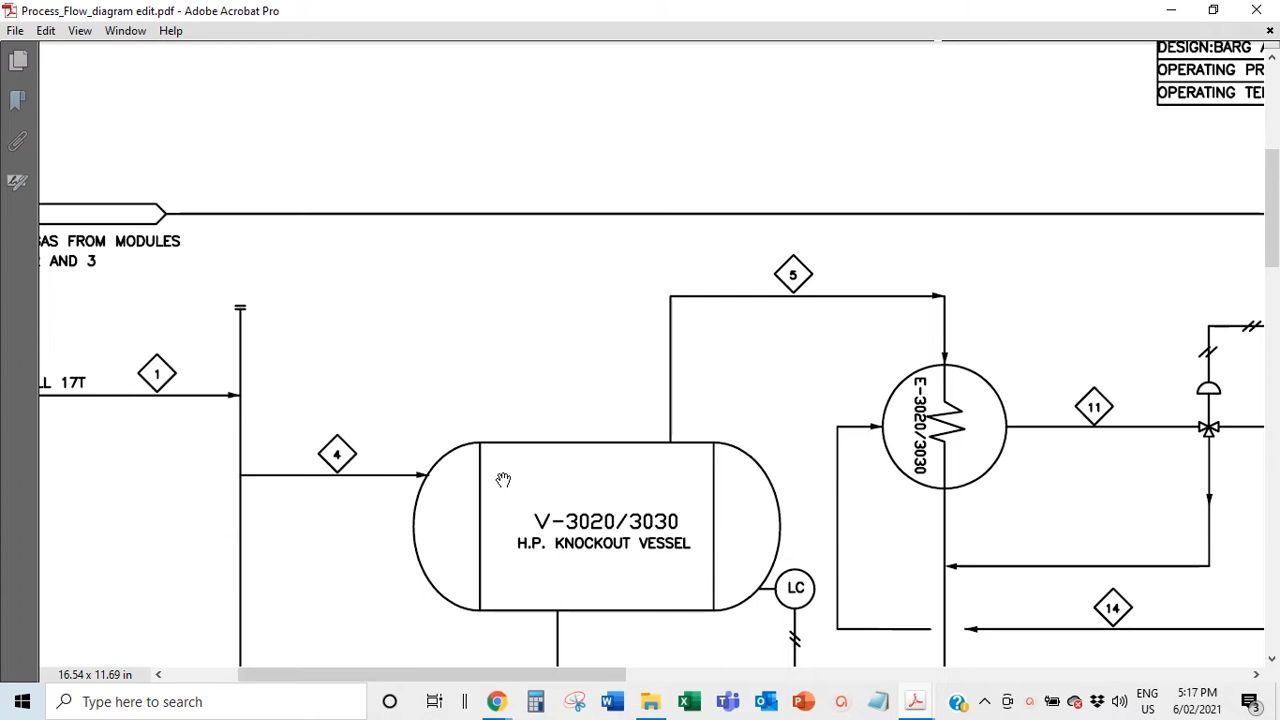 Process_Flow_diagram edit.pdf - Adobe Acrobat Pro
File Edit View Window Help
DESIGN:BARG
OPERATING PR
OPERATING TE
GAS FROM MODULES
AND 3
5
1
LL 17T
4
11
E-3020/3030
V-3020/3030
H.P. KNOCKOUT VESSEL
LC
14
16.54 x 11.69 in
Type here to search
ENG
US
5:17 PM
6/02/2021
3